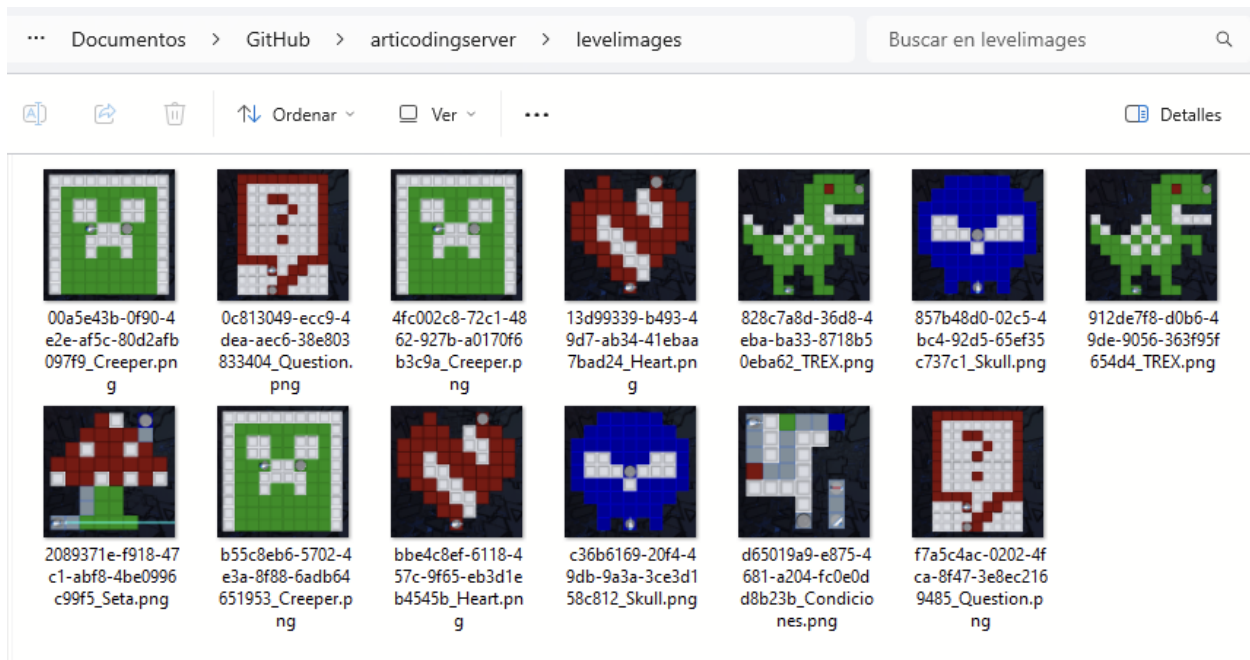 ··· Documentos > GitHub > articodingserver > levelimages
Buscar en levelimages
A Ordenar Ver ··· Detalles
00a5e43b-0f90-4
e2e-af5c-80d2afb
097f9_Creeper.pn
g
0c813049-ecc9-4
dea-aec6-38e803
833404_Question.
png
4fc002c8-72c1-48
62-927b-a0170f6
b3c9a_Creeper.p
ng
13d99339-b493-4
9d7-ab34-41ebaa
7bad24_Heart.pn
g
828c7a8d-36d8-4
eba-ba33-8718b5
0eba62_TREX.png
857b48d0-02c5-4
bc4-92d5-65ef35
c737c1_Skull.png
912de7f8-d0b6-4
9de-9056-363f95f
654d4_TREX.png
2089371e-f918-47
c1-abf8-4be0996
c99f5_Seta.png
b55c8eb6-5702-4
e3a-8f88-6adb64
651953_Creeper.p
ng
bbe4c8ef-6118-4
57c-9f65-eb3d1e
b4545b_Heart.pn
g
c36b6169-20f4-4
9db-9a3a-3ce3d1
58c812_Skull.png
d65019a9-e875-4
681-a204-fc0e0d
d8b23b_Condicio
nes.png
f7a5c4ac-0202-4f
ca-8f47-3e8ec216
9485_Question.p
ng